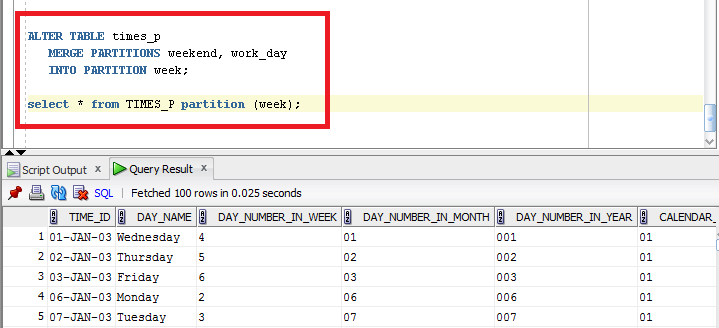 ALTER TABLE times_p
MERGE PARTITIONS weekend, work_day
INTO PARTITION week;
select * from TIMES_P partition (week);
Script Output x Query Result x
SQL | Fetched 100 rows in 0.025 seconds
TIME_ID DAY_NAME DAY_NUMBER_IN_WEEK DAY_NUMBER_IN_MONTH DAY_NUMBER_IN_YEAR CALENDAR_
1 01-JAN-03 Wednesday 4 01 001 01
2 02-JAN-03 Thursday 5 02 002 01
3 03-JAN-03 Friday 6 03 003 01
4 06-JAN-03 Monday 2 06 006 01
5 07-JAN-03 Tuesday 3 07 007 01